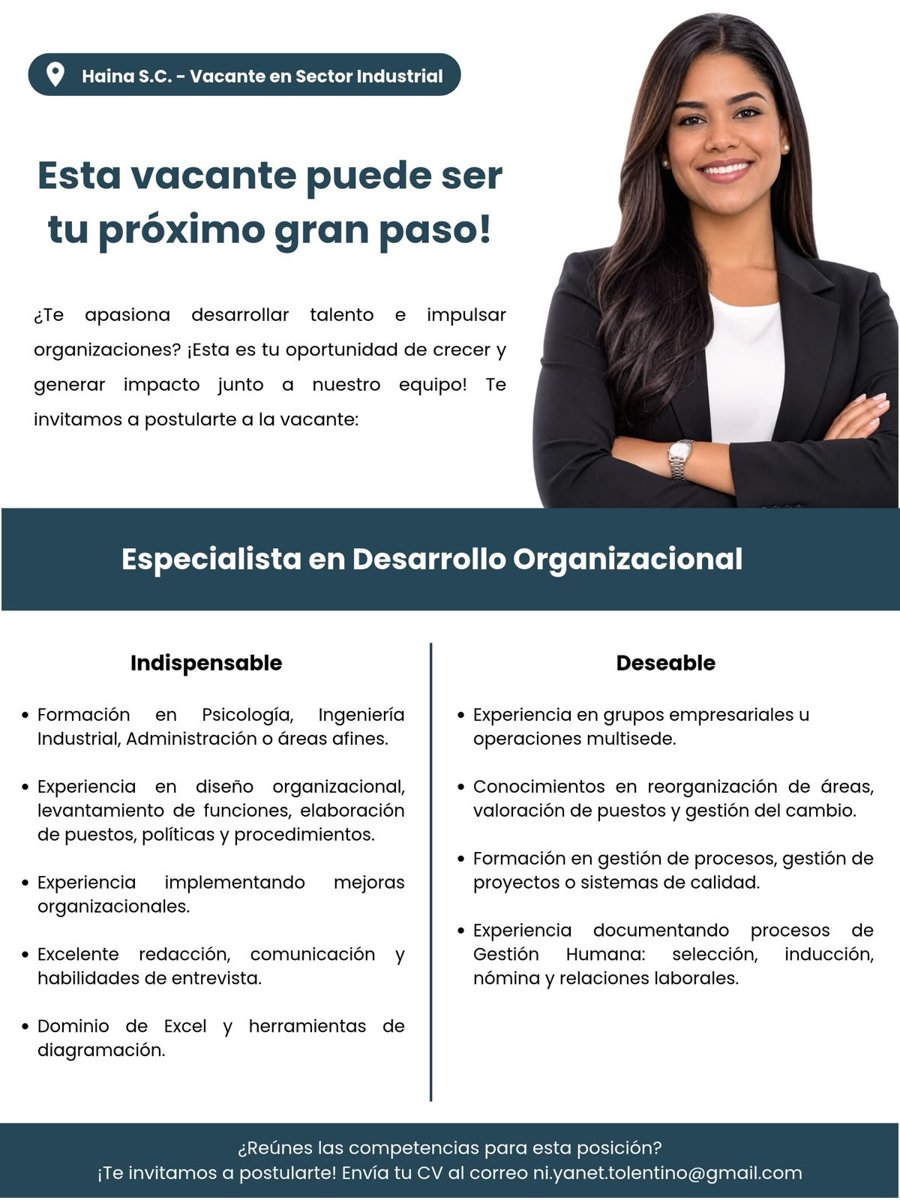 Haina S.C. - Vacante en Sector Industrial
Esta vacante puede ser
tu próximo gran paso!
¿Te apasiona desarrollar talento e impulsar
organizaciones? ¡Esta es tu oportunidad de crecer y
generar impacto junto a nuestro equipo! Te
invitamos a postularte a la vacante:
Especialista en Desarrollo Organizacional
Indispensable
• Formación en Psicología, Ingeniería
Industrial, Administración o áreas afines.
• Experiencia en diseño organizacional,
levantamiento de funciones, elaboración
de puestos, políticas y procedimientos.
• Experiencia implementando mejoras
organizacionales.
• Excelente redacción, comunicación y
habilidades de entrevista.
• Dominio de Excel y herramientas de
diagramación.
Deseable
• Experiencia en grupos empresariales u
operaciones multisede.
• Conocimientos en reorganización de áreas,
valoración de puestos y gestión del cambio.
• Formación en gestión de procesos, gestión de
proyectos o sistemas de calidad.
• Experiencia documentando procesos de
Gestión Humana: selección, inducción,
nómina y relaciones laborales.
¿Reúnes las competencias para esta posición?
¡Te invitamos a postularte! Envía tu CV al correo ni.yanet.tolentino@gmail.com